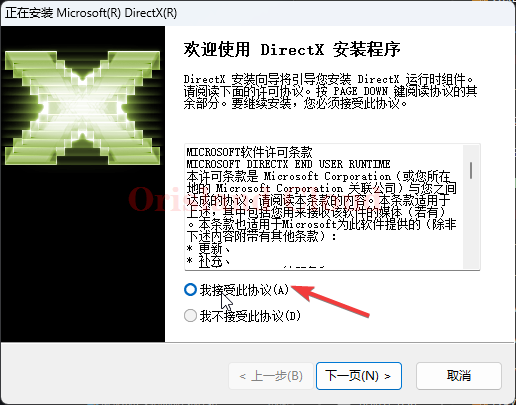 正在安装 Microsoft(R) DirectX(R)
欢迎使用 DirectX 安装程序
DirectX 安装向导将引导您安装 DirectX 运行时组件。
请阅读下面的许可协议。按 PAGE DOWN 键阅读协议的其
余部分。要继续安装，您必须接受此协议。
MICROSOFT软件许可条款
MICROSOFT DIRECTX END USER RUNTIME
本许可条款是 Microsoft Corporation（或您所在
地的 Microsoft Corporation 关联公司）与您之间
达成的协议。请阅读本条款的内容。本条款适用于
上述，其中包括您用来接收该软件的媒体（若有）
。本条款也适用于Microsoft为此软件提供的（除非
下述内容附带有其他条款）：
* 更新、
* 补充、
我接受此协议(A)
我不接受此协议(D)
< 上一步(B)
下一页(N) >
取消